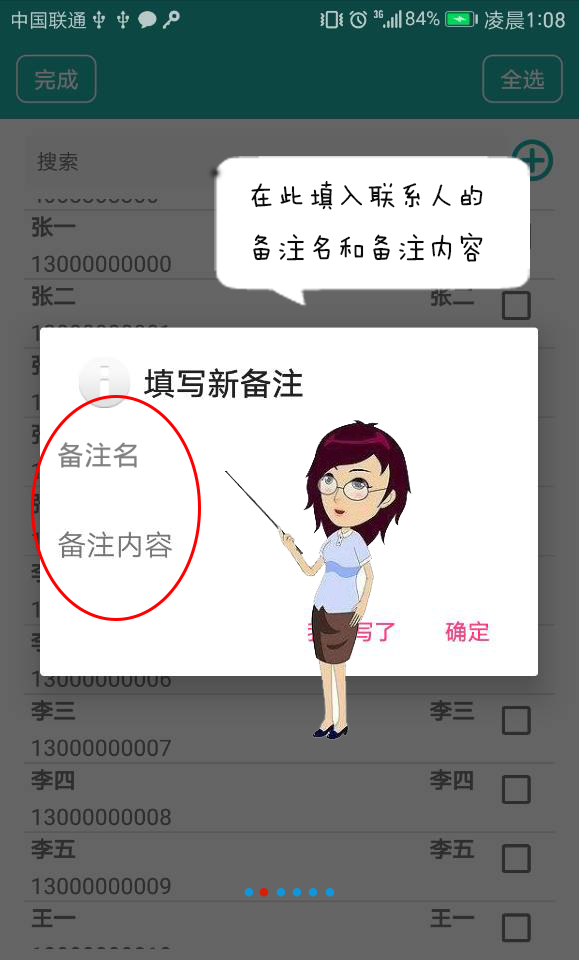 中国联通
3G
84%
凌晨1:08
完成
全选
搜索
在此填入联系人的
备注名和备注内容
张一
13000000000
张二
张二
填写新备注
备注名
备注内容
写了
确定
李三
李三
13000000007
李四
李四
13000000008
李五
李五
13000000009
王一
王一